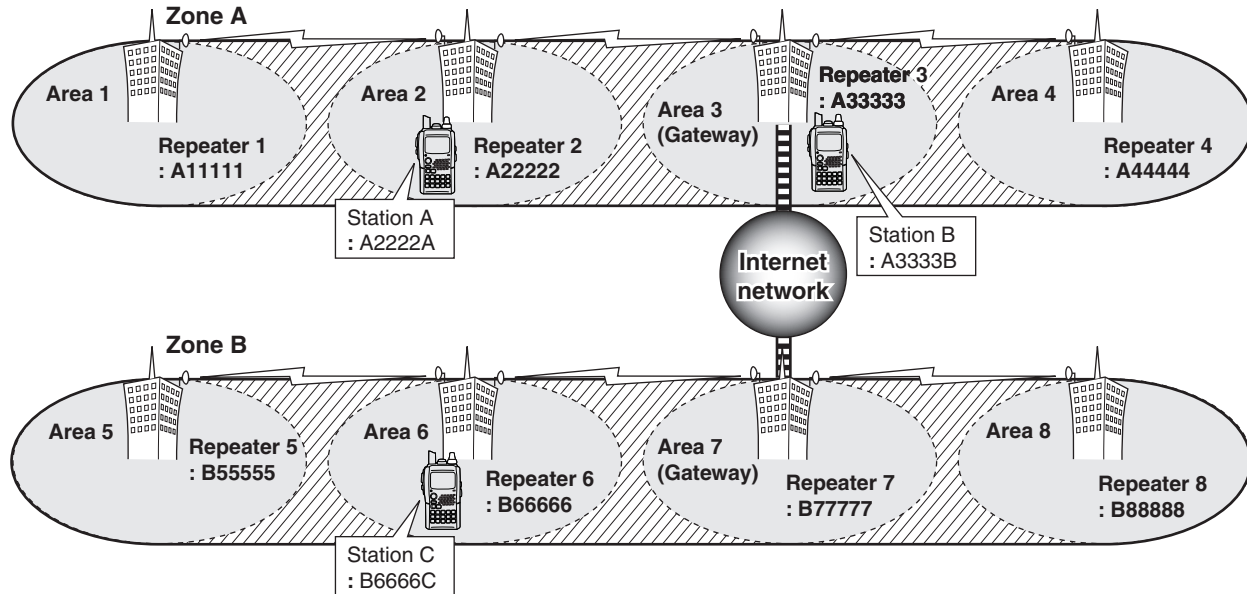 Zone A
Area 1
Repeater 1
: A11111
Area 2
Repeater 2
: A22222
Station A
: A2222A
Area 3
(Gateway)
Repeater 3
: A33333
Station B
: A3333B
Area 4
Repeater 4
: A44444
Internet
network
Zone B
Area 5
Repeater 5
: B55555
Area 6
Repeater 6
: B66666
Station C
: B6666C
Area 7
(Gateway)
Repeater 7
: B77777
Area 8
Repeater 8
: B88888